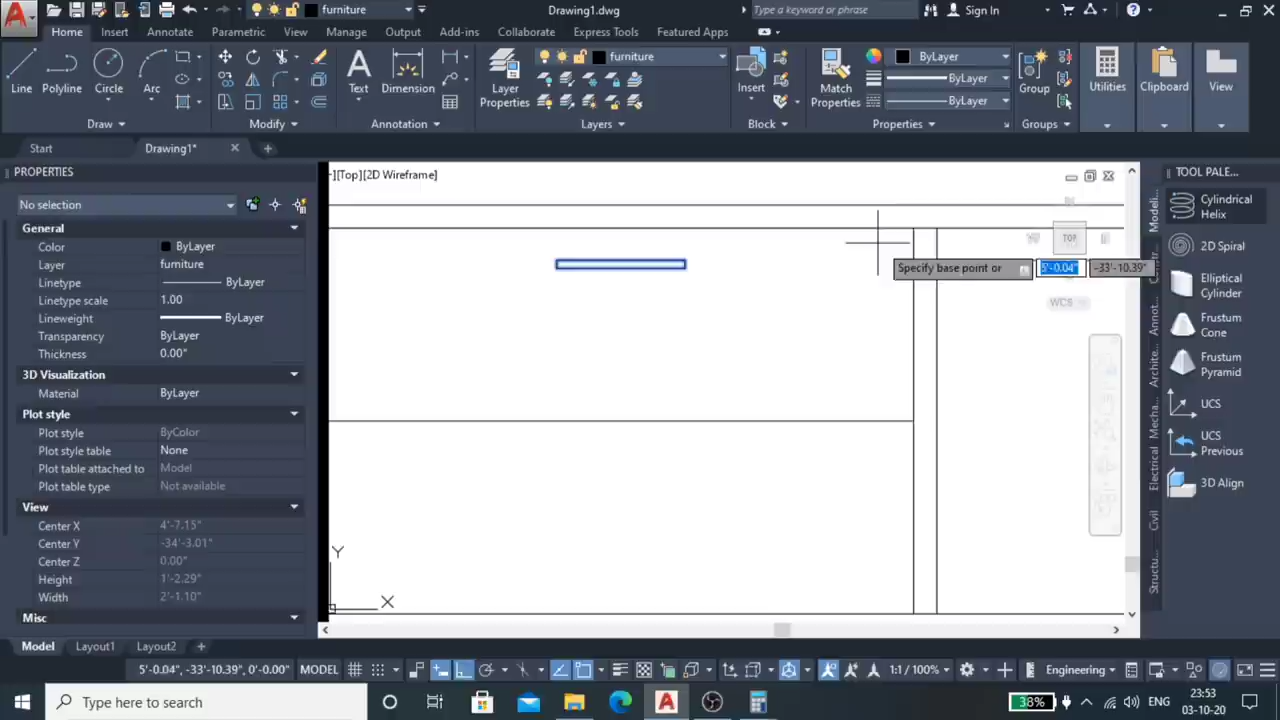 furniture
Drawing1.dwg
Type a keyword or phrase
Sign In
Home
Insert
Annotate
Parametric
View
Manage
Output
Add-ins
Collaborate
Express Tools
Featured Apps
Line
Polyline
Circle
Arc
Text
Dimension
Layer
Properties
furniture
Insert
Match
Properties
ByLayer
ByLayer
ByLayer
Group
Utilities
Clipboard
View
Draw
Modify
Annotation
Layers
Block
Properties
Groups
Start
Drawing1*
PROPERTIES
No selection
General
Color ByLayer
Layer furniture
Linetype ByLayer
Linetype scale 1.00
Lineweight ByLayer
Transparency ByLayer
Thickness 0.00"
3D Visualization
Material ByLayer
Plot style
Plot style ByColor
Plot style table None
Plot table attached to Model
Plot table type Not available
View
Center X 4'-7.15"
Center Y -34'-3.01"
Center Z 0.00"
Height 1'-2.29"
Width 2'-1.10"
Misc
-][Top][2D Wireframe]
TOP
Specify base point or
5'-0.04"
-33'-10.39"
WCS
Y
X
TOOL PALE...
Cylindrical
Helix
2D Spiral
Elliptical
Cylinder
Frustum
Cone
Frustum
Pyramid
UCS
UCS
Previous
3D Align
Modeli...
Constr...
Annot...
Archite...
Mecha...
Electrical
Civil
Structu...
Model
Layout1
Layout2
5'-0.04", -33'-10.39", 0'-0.00"
MODEL
1:1 / 100%
Engineering
Type here to search
38%
ENG
23:53
03-10-20